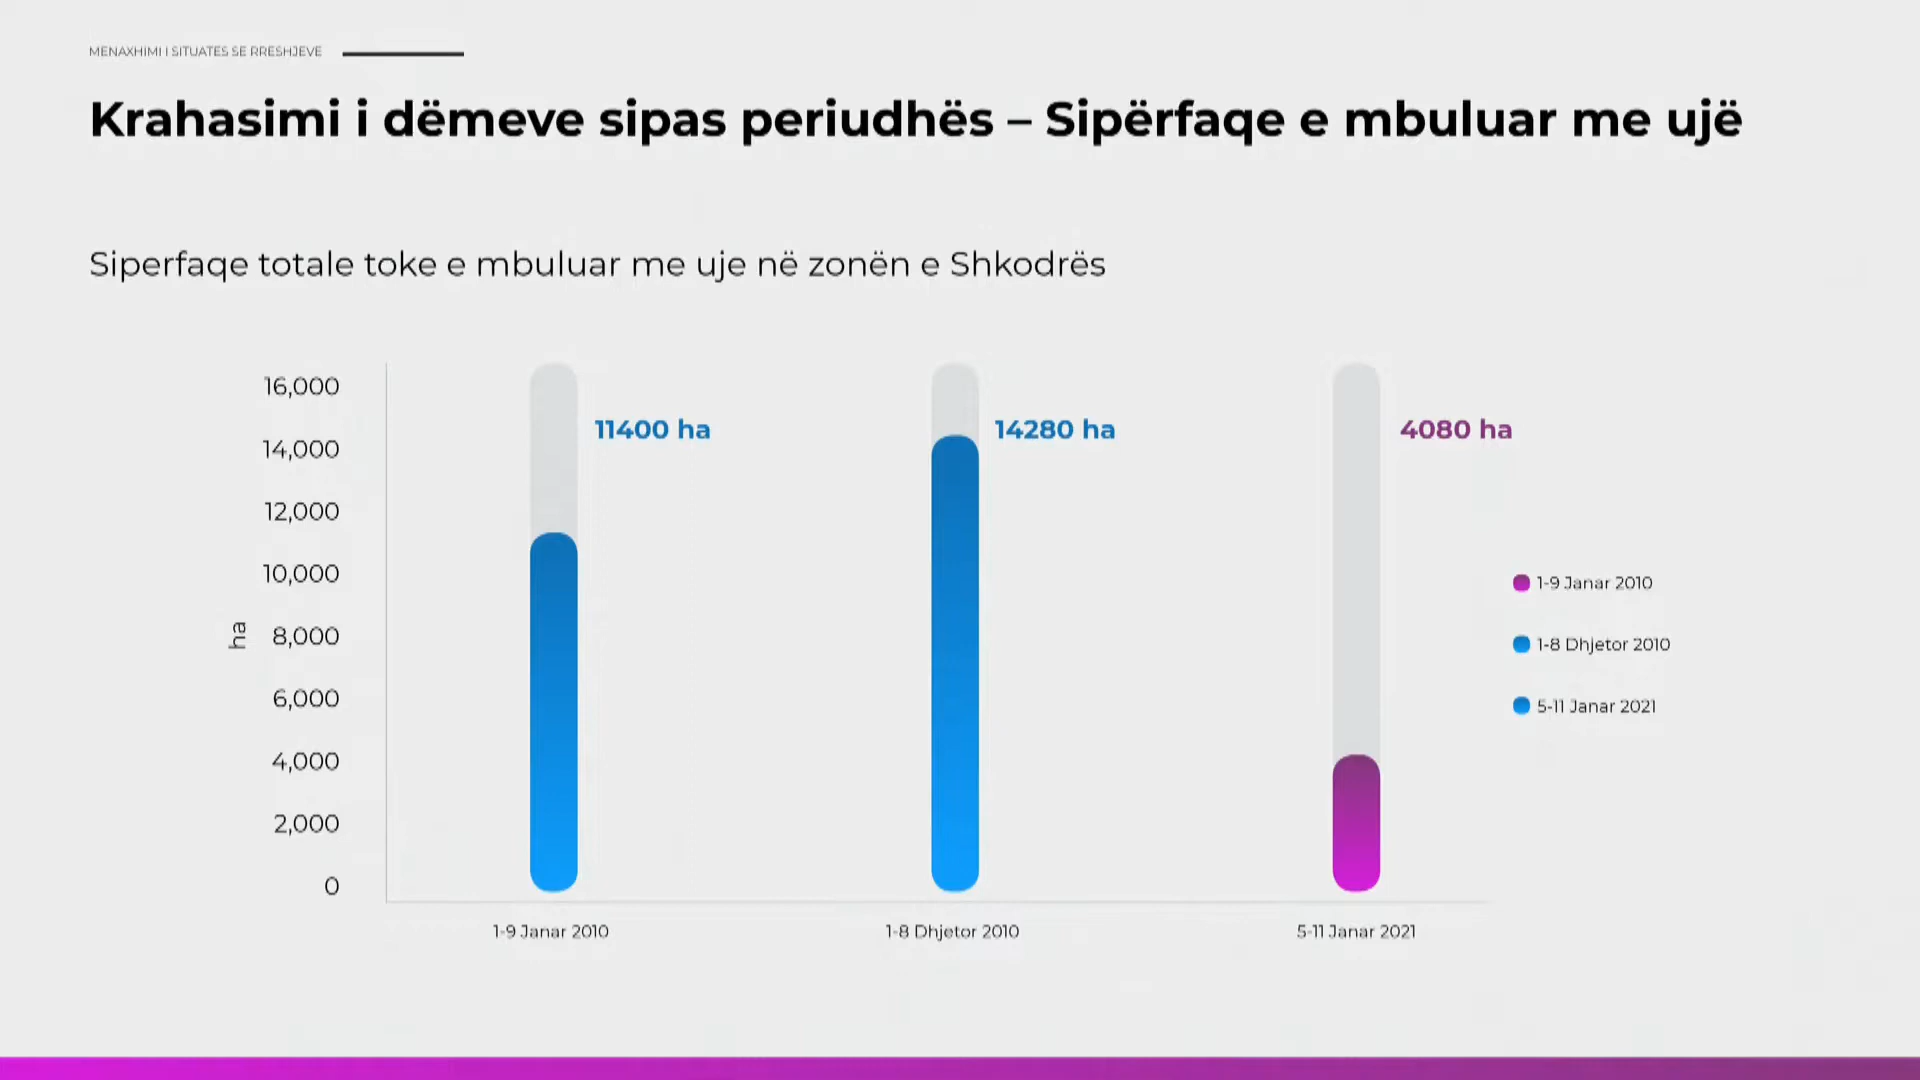 MENAXHIMI I SITUATES SE RRESHJEVE
Krahasimi i dëmeve sipas periudhës – Sipërfaqe e mbuluar me ujë
Siperfaqe totale toke e mbuluar me uje në zonën e Shkodrës
16,000
14,000
12,000
10,000
8,000
6,000
4,000
2,000
0
ha
11400 ha
14280 ha
4080 ha
1-9 Janar 2010
1-8 Dhjetor 2010
5-11 Janar 2021
1-9 Janar 2010
1-8 Dhjetor 2010
5-11 Janar 2021